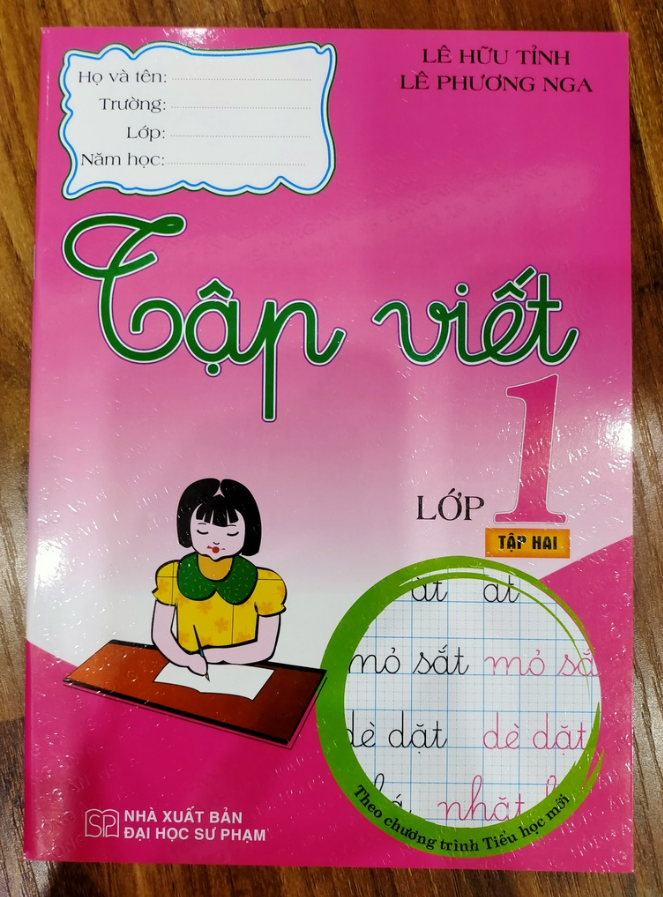 Họ và tên:
Trường:
Lớp:
Năm học:
LÊ HỮU TỈNH
LÊ PHƯƠNG NGA
Tập viết
LỚP 1
TẬP HAI
at
mỏ sắt mỏ sắ
dè dặt dè dặt
nhặt
Theo chương trình Tiểu học mới
NHÀ XUẤT BẢN
ĐẠI HỌC SƯ PHẠM